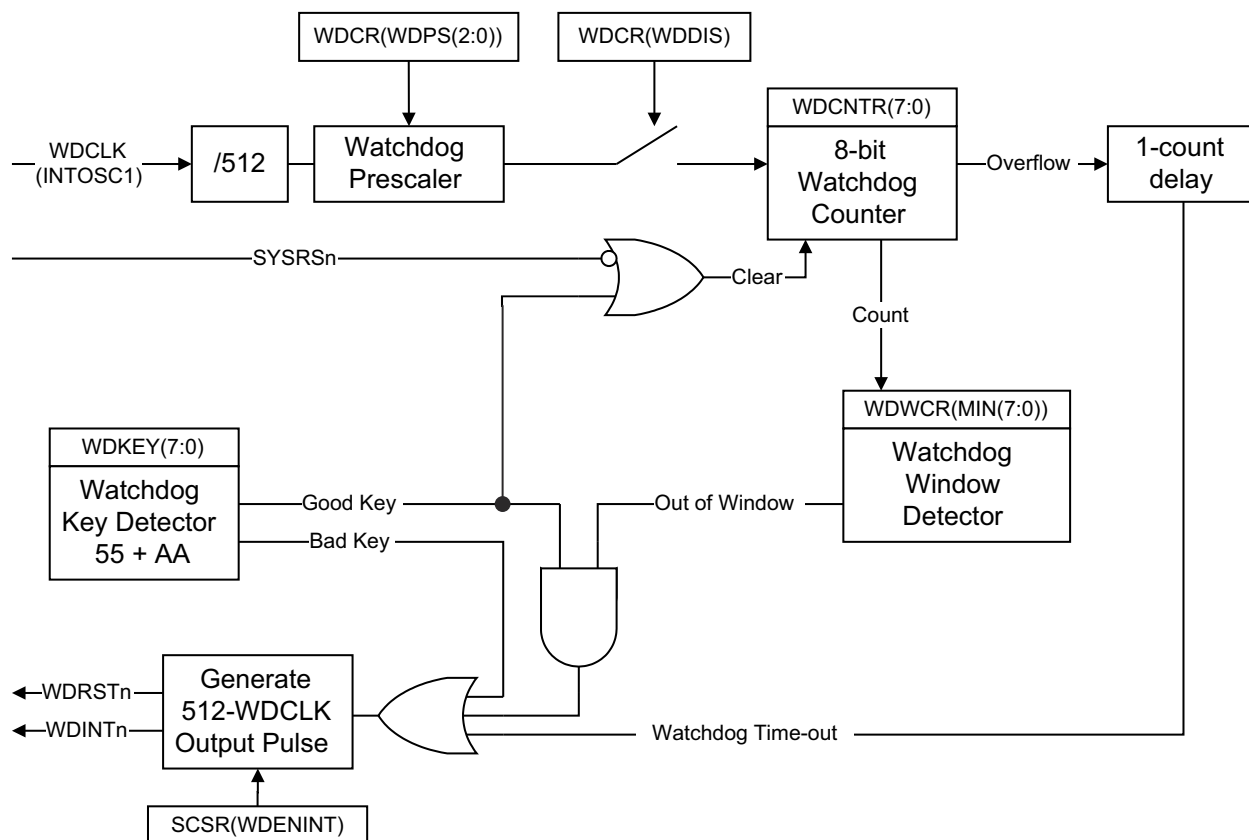 WDCR(WDPS(2:0))
WDCR(WDDIS)
WDCNTR(7:0)
WDCLK
(INTOSC1)
/512
Watchdog
Prescaler
8-bit
Watchdog
Counter
Overflow
1-count
delay
SYSRSn
Clear
Count
WDWCR(MIN(7:0))
Watchdog
Window
Detector
WDKEY(7:0)
Watchdog
Key Detector
55 + AA
Good Key
Bad Key
Out of Window
WDRSTn
WDINTn
Generate
512-WDCLK
Output Pulse
Watchdog Time-out
SCSR(WDENINT)